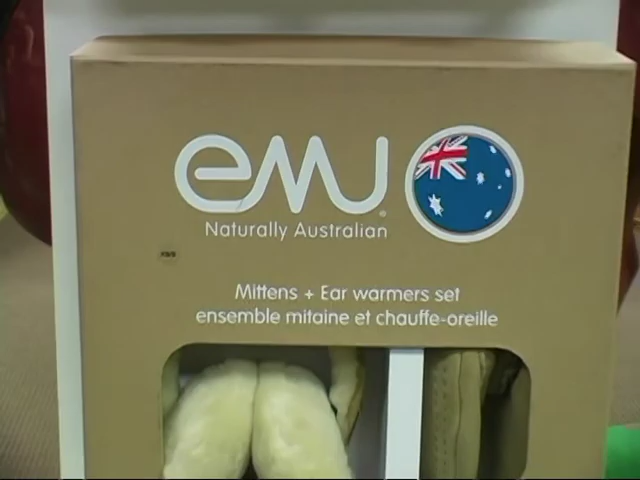 emu
Naturally Australian
Mittens + Ear warmers set
ensemble mitaine et chauffe-oreille